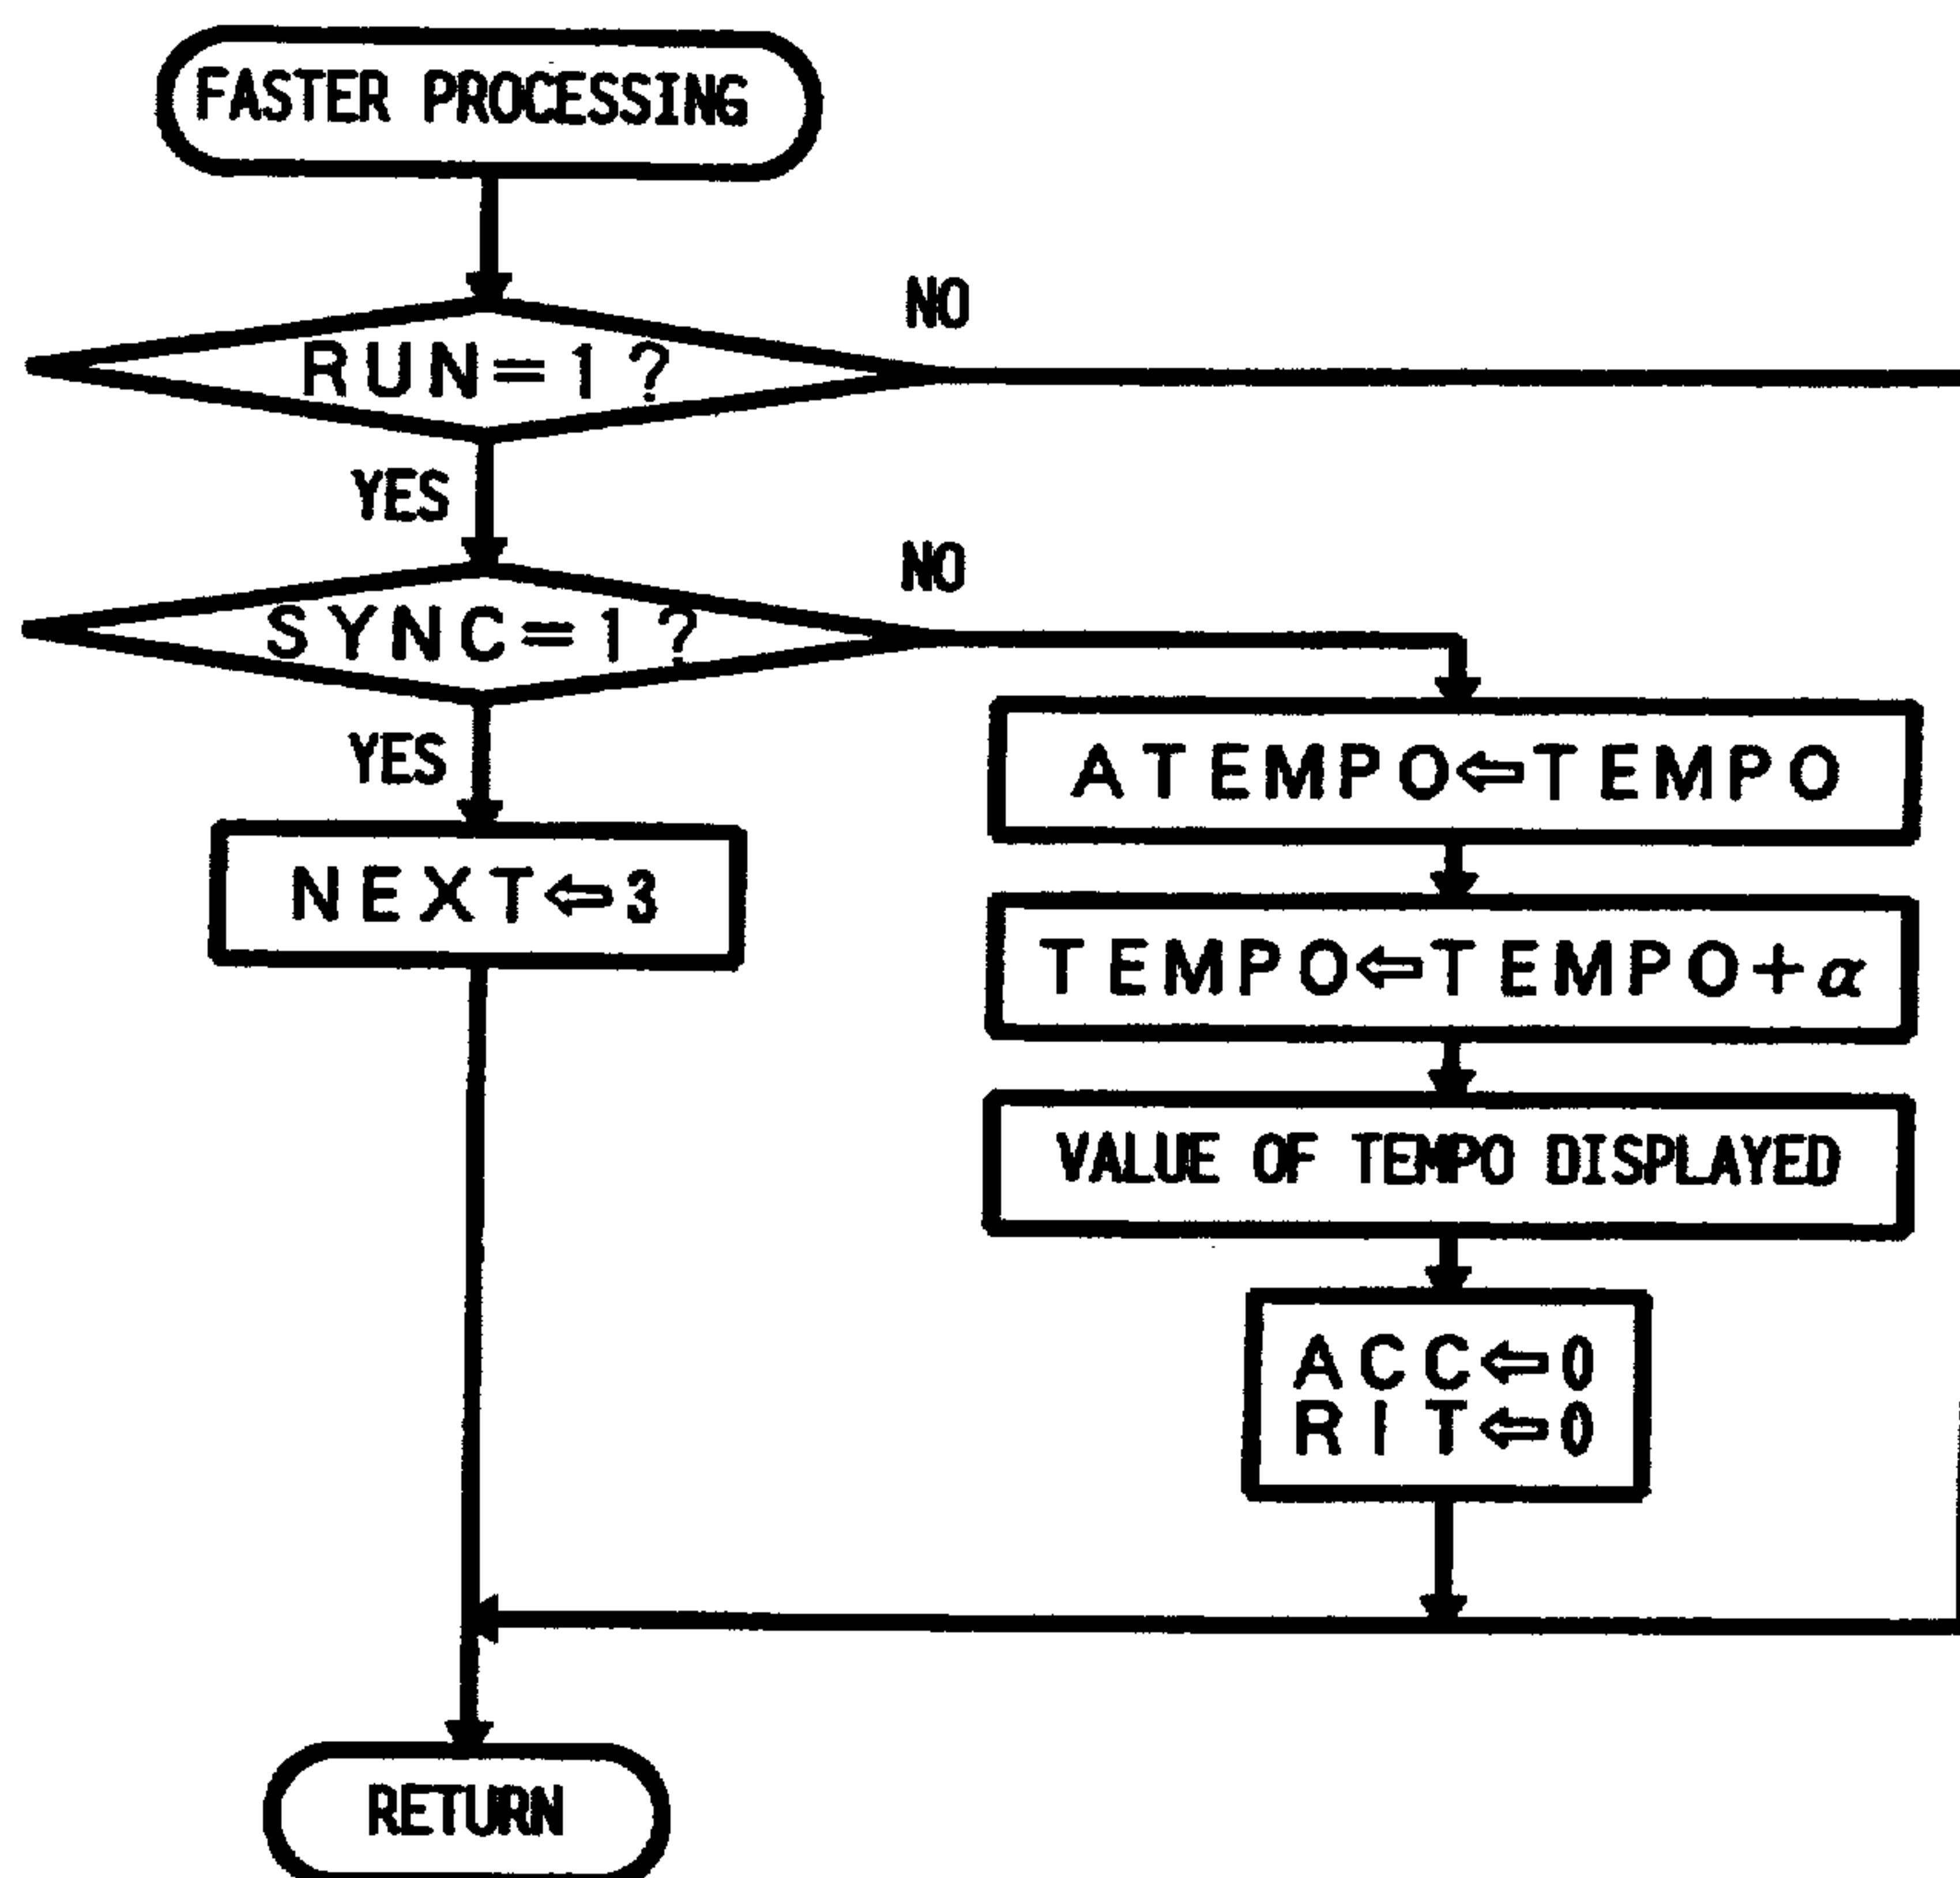 FASTER PROCESSING
NO
RUN=1?
YES
NO
SYNC=1?
YES
ATEMPO⇐TEMPO
NEXT⇐3
TEMPO⇐TEMPO+α
VALUE OF TEMPO DISPLAYED
ACC⇐0
RIT⇐0
RETURN